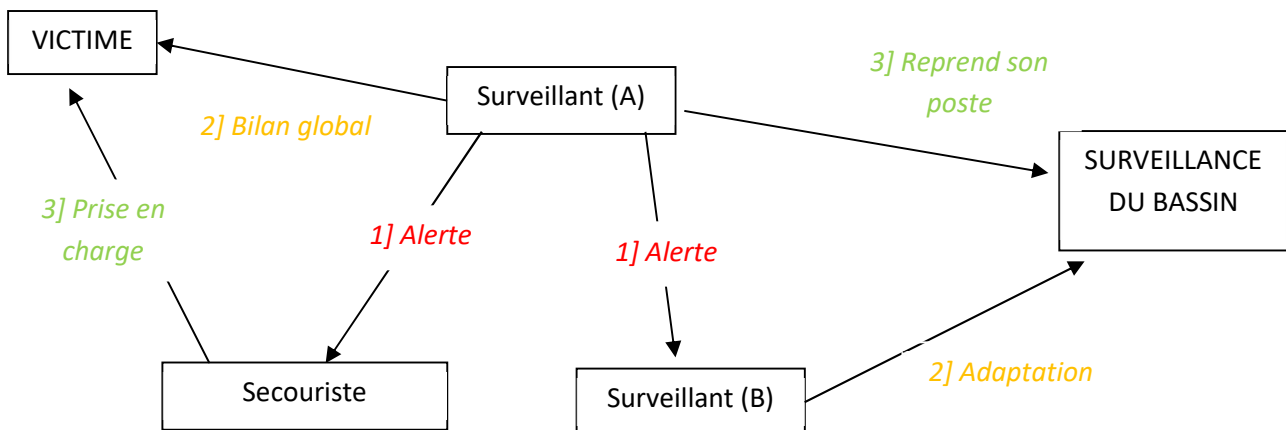 VICTIME
3] Reprend son
poste
Surveillant (A)
2] Bilan global
SURVEILLANCE
DU BASSIN
3] Prise en
charge
1] Alerte
1] Alerte
2] Adaptation
Secouriste
Surveillant (B)